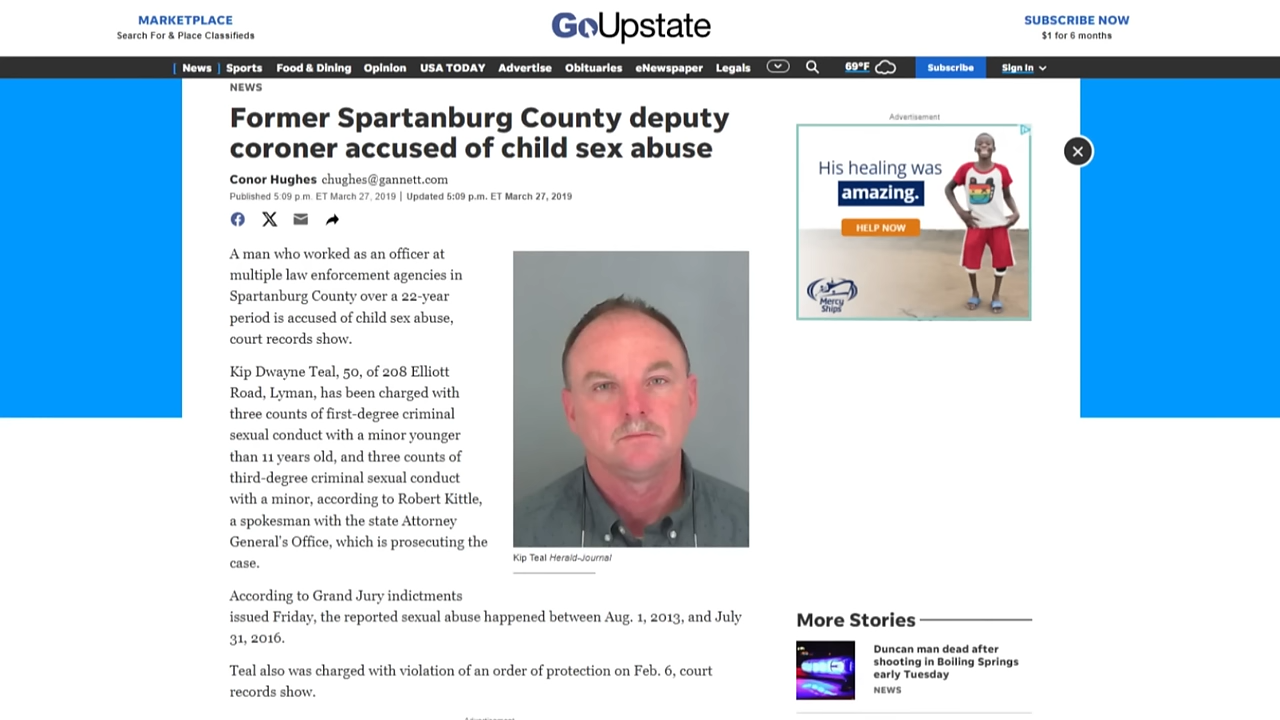 MARKETPLACE
Search For & Place Classifieds
GoUpstate
SUBSCRIBE NOW
$1 for 6 months
News
Sports
Food & Dining
Opinion
USA TODAY
Advertise
Obituaries
eNewspaper
Legals
69°F
Subscribe
Sign In
NEWS
Former Spartanburg County deputy
coroner accused of child sex abuse
Conor Hughes chughes@gannett.com
Published 5:09 p.m. ET March 27, 2019 | Updated 5:09 p.m. ET March 27, 2019
A man who worked as an officer at
multiple law enforcement agencies in
Spartanburg County over a 22-year
period is accused of child sex abuse,
court records show.
Kip Dwayne Teal, 50, of 208 Elliott
Road, Lyman, has been charged with
three counts of first-degree criminal
sexual conduct with a minor younger
than 11 years old, and three counts of
third-degree criminal sexual conduct
with a minor, according to Robert Kittle,
a spokesman with the state Attorney
General's Office, which is prosecuting the
case.
Kip Teal Herald-Journal
According to Grand Jury indictments
issued Friday, the reported sexual abuse happened between Aug. 1, 2013, and July
31, 2016.
Teal also was charged with violation of an order of protection on Feb. 6, court
records show.
Advertisement
Advertisement
His healing was
amazing.
HELP NOW
Mercy
Ships
More Stories
Duncan man dead after
shooting in Boiling Springs
early Tuesday
NEWS